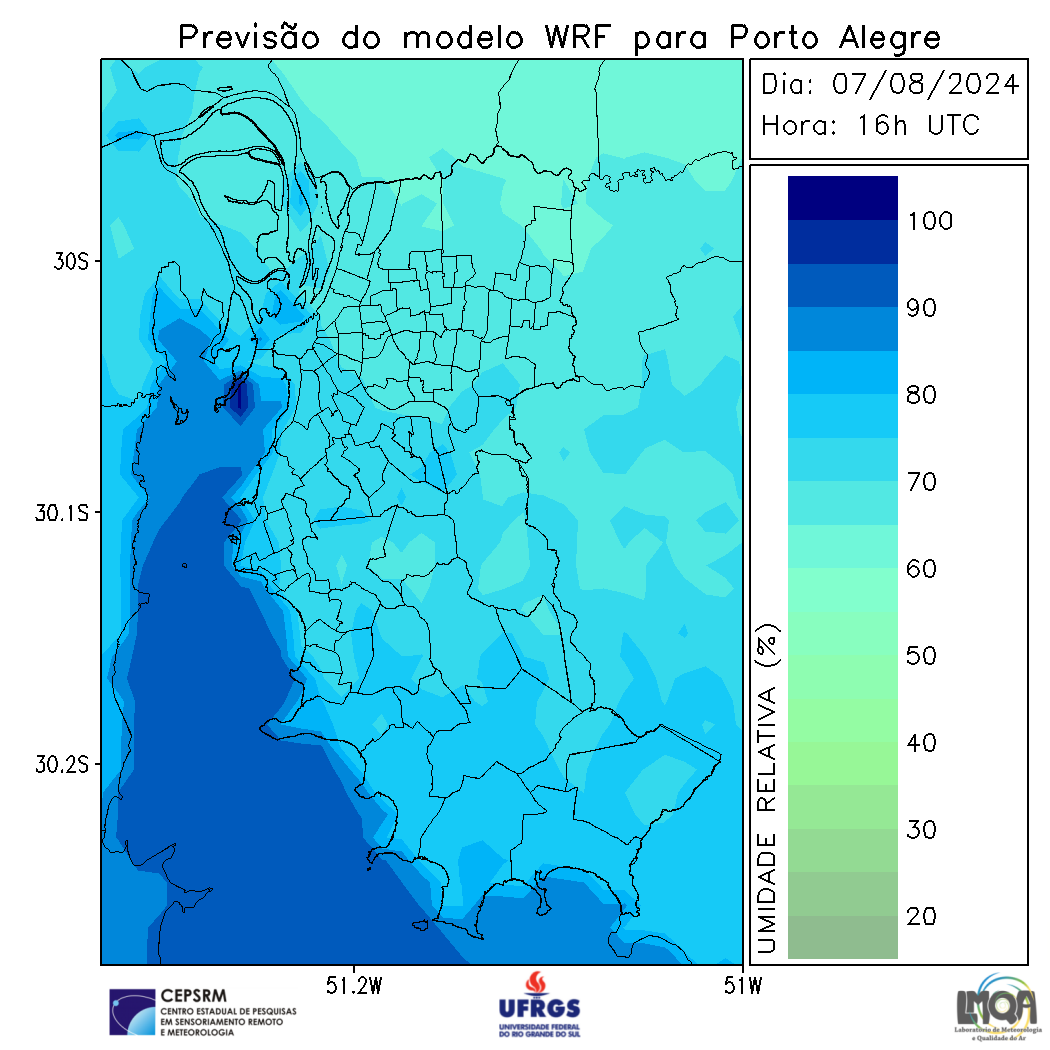 Previsão do modelo WRF para Porto Alegre
Dia: 07/08/2024
Hora: 16h UTC
30S
30.1S
30.2S
51.2W
51W
UMIDADE RELATIVA (%)
100
90
80
70
60
50
40
30
20
CEPSRM
CENTRO ESTADUAL DE PESQUISAS
EM SENSORIAMENTO REMOTO
E METEOROLOGIA
UFRGS
UNIVERSIDADE FEDERAL
DO RIO GRANDE DO SUL
LMQA
Laboratório de Meteorologia
e Qualidade do Ar